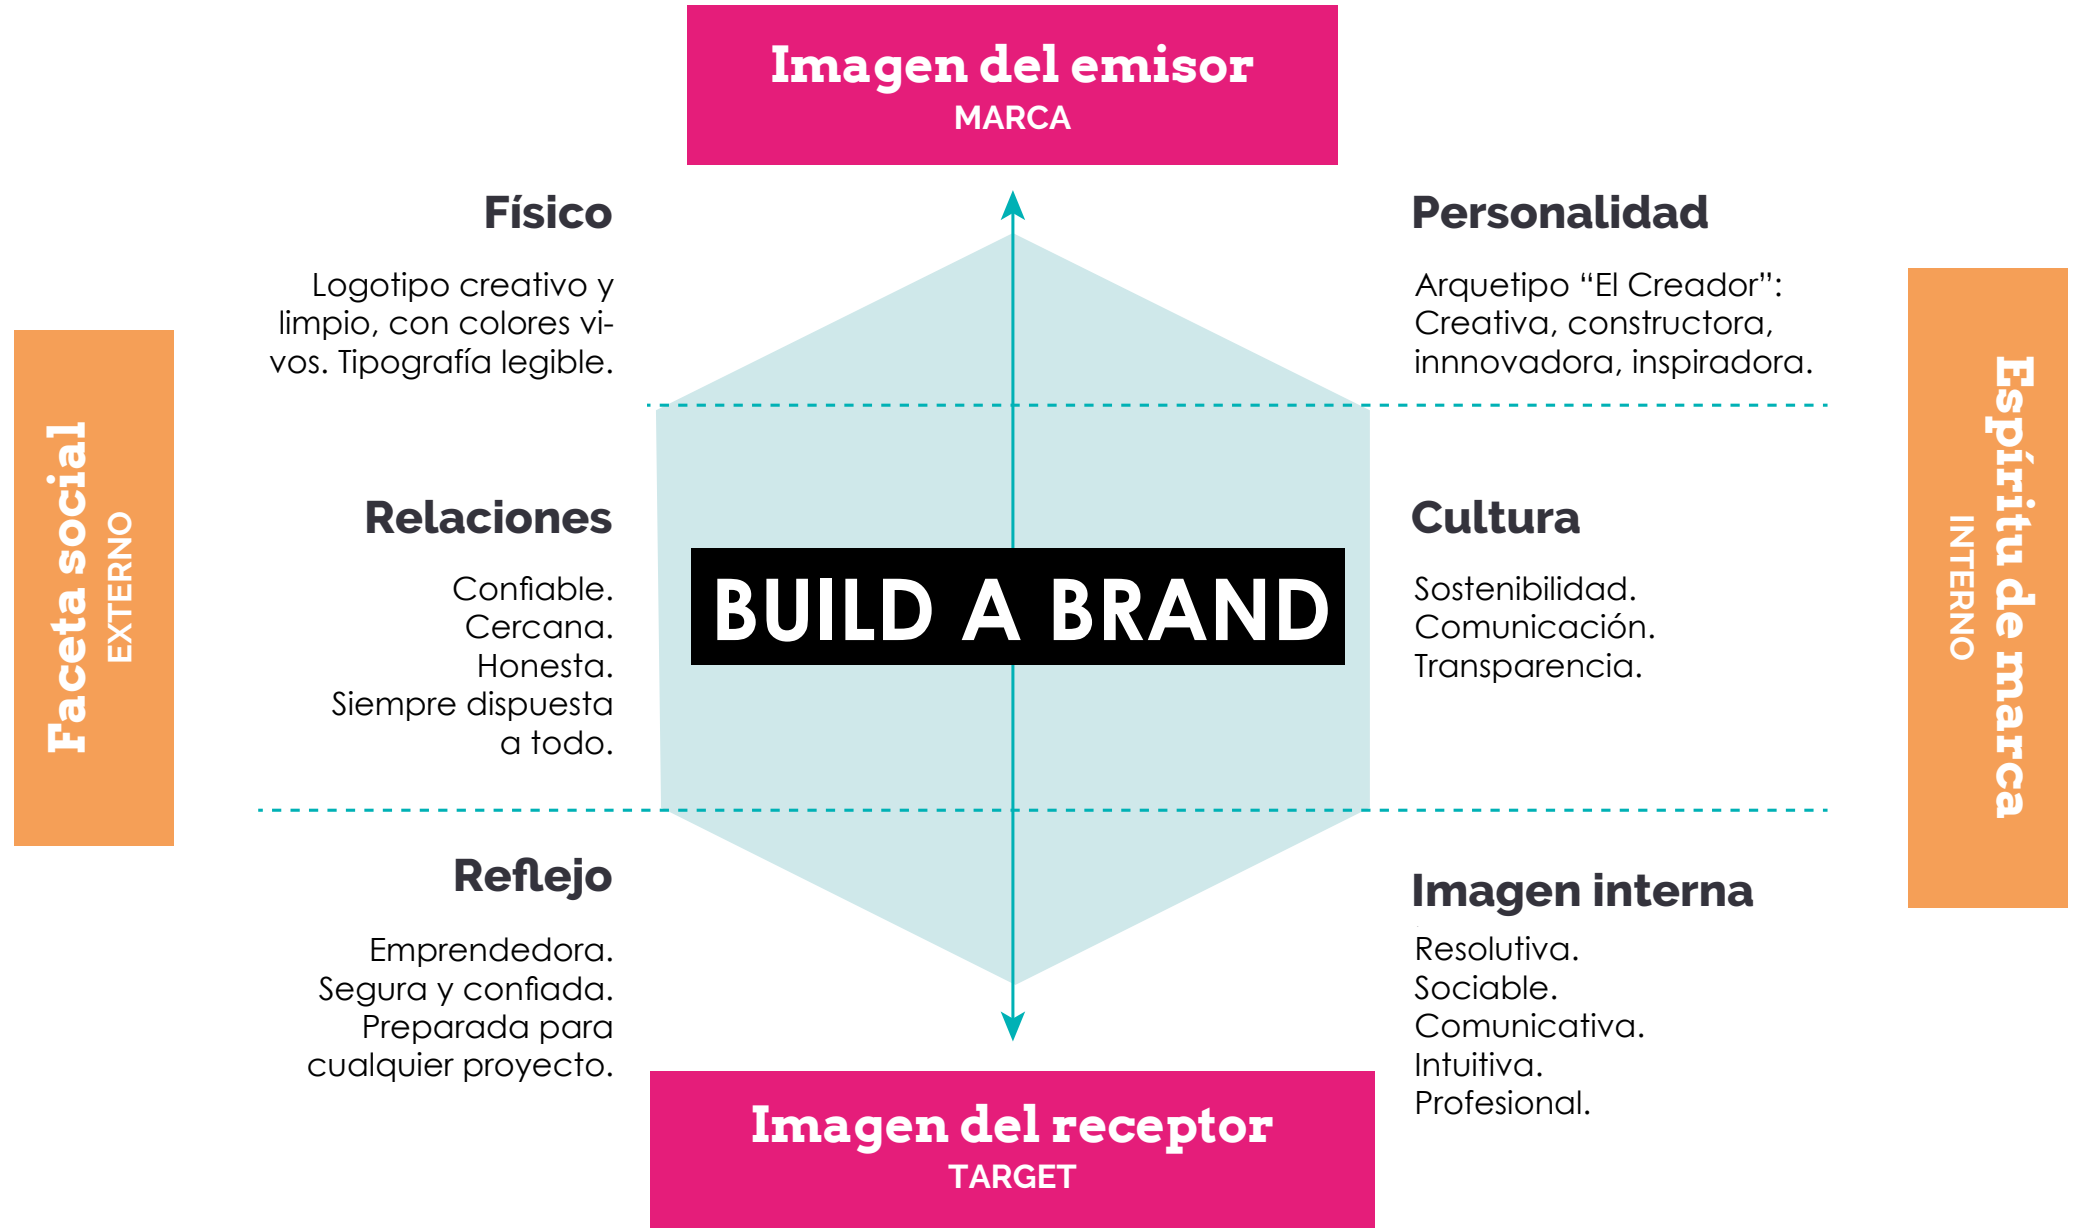 Imagen del emisor
MARCA
Físico
Logotipo creativo y
limpio, con colores vi-
vos. Tipografía legible.
Personalidad
Arquetipo “El Creador”:
Creativa, constructora,
innnovadora, inspiradora.
Faceta social
EXTERNO
Relaciones
Confiable.
Cercana.
Honesta.
Siempre dispuesta
a todo.
BUILD A BRAND
Cultura
Sostenibilidad.
Comunicación.
Transparencia.
Espíritu de marca
INTERNO
Reflejo
Emprendedora.
Segura y confiada.
Preparada para
cualquier proyecto.
Imagen interna
Resolutiva.
Sociable.
Comunicativa.
Intuitiva.
Profesional.
Imagen del receptor
TARGET